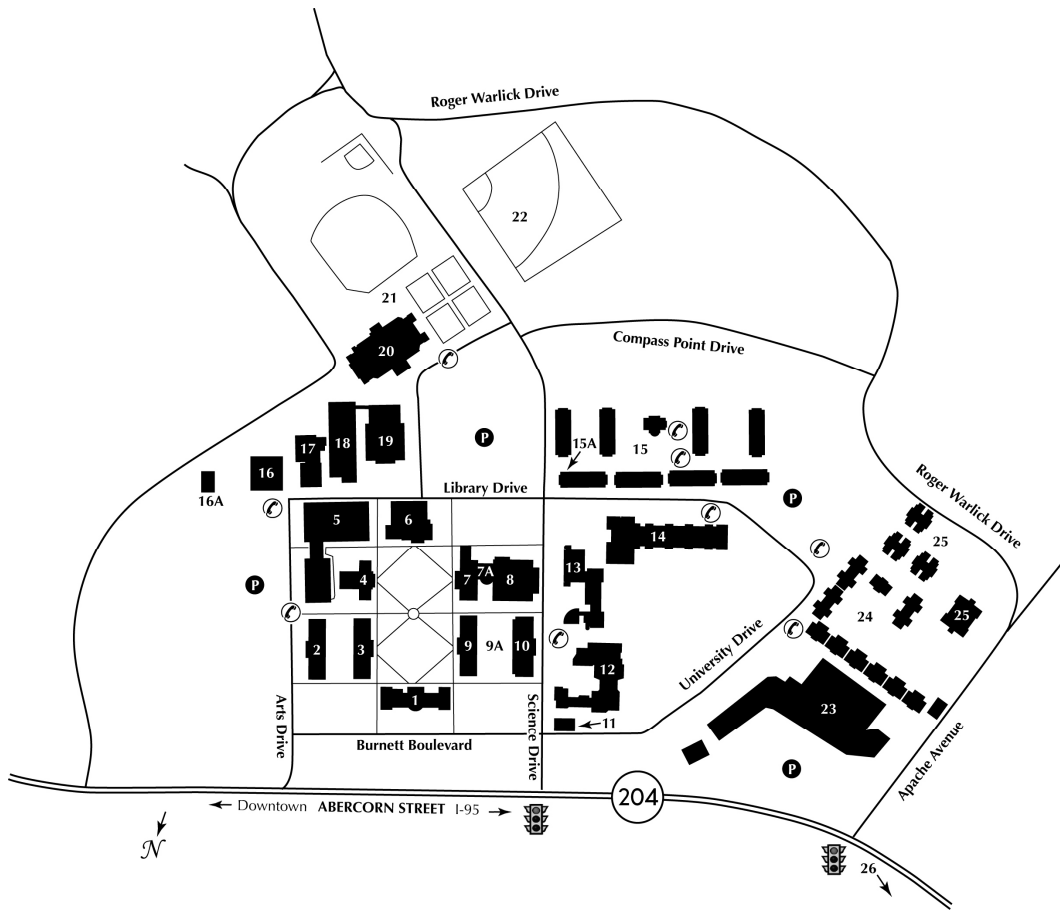 Roger Warlick Drive
22
21
20
Compass Point Drive
19
18
17
P
15A
15
16
16A
Library Drive
P
Roger Warlick Drive
5
6
14
25
7A
13
4
7
8
P
24
25
2
3
9
9A
10
12
University Drive
1
23
Arts Drive
Science Drive
11
Burnett Boulevard
P
Apache Avenue
Downtown ABERCORN STREET I-95
204
N
26